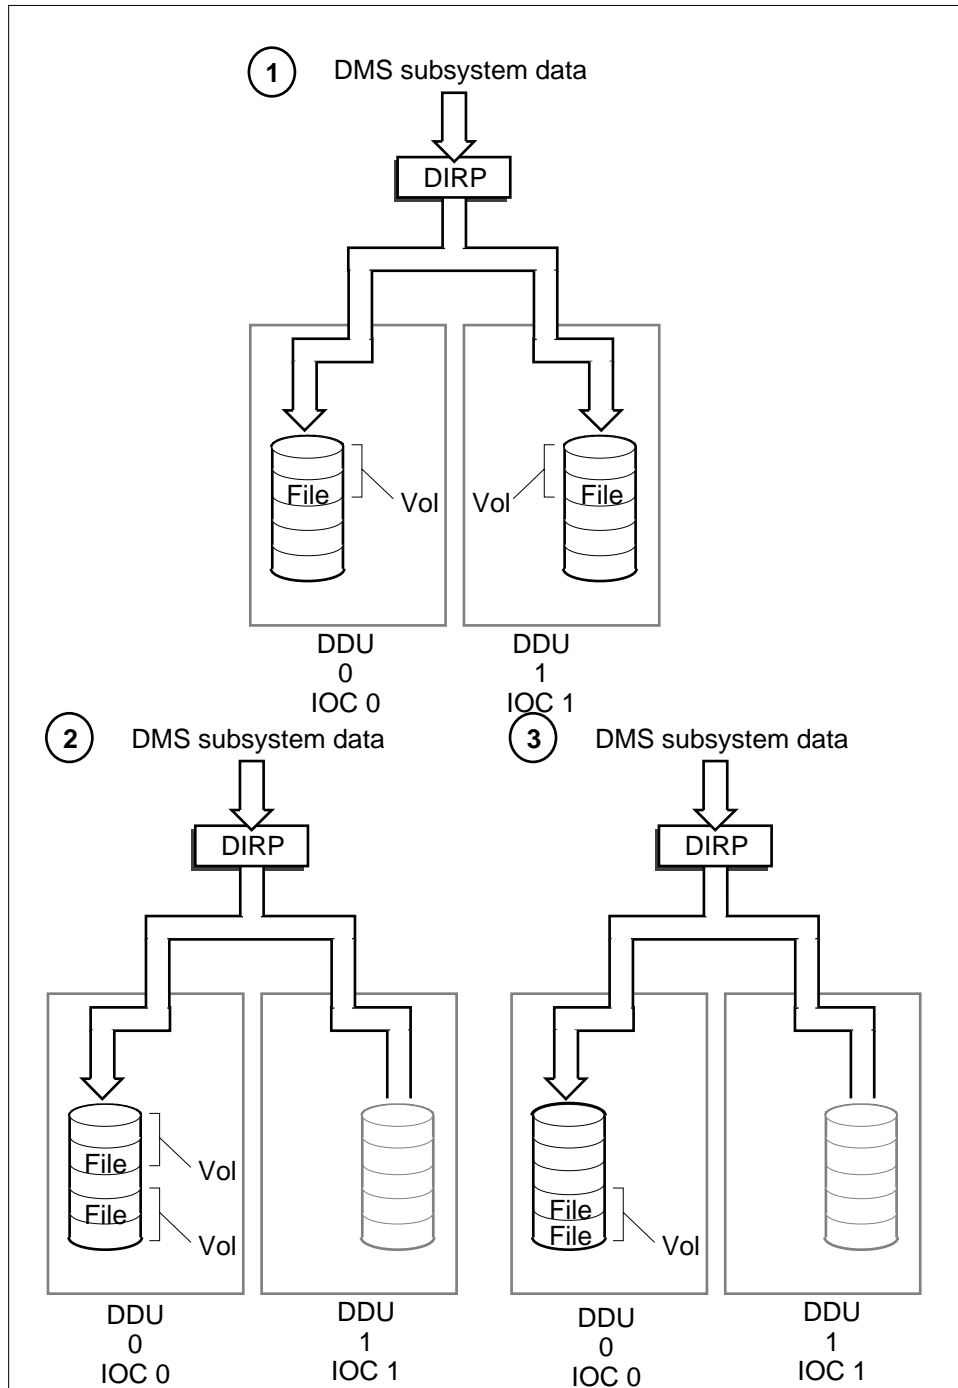 1 DMS subsystem data
DIRP
File
Vol
Vol
File
DDU
0
IOC 0
DDU
1
IOC 1
2 DMS subsystem data
DIRP
File
Vol
File
Vol
DDU
0
IOC 0
DDU
1
IOC 1
3 DMS subsystem data
DIRP
File
File
Vol
DDU
0
IOC 0
DDU
1
IOC 1